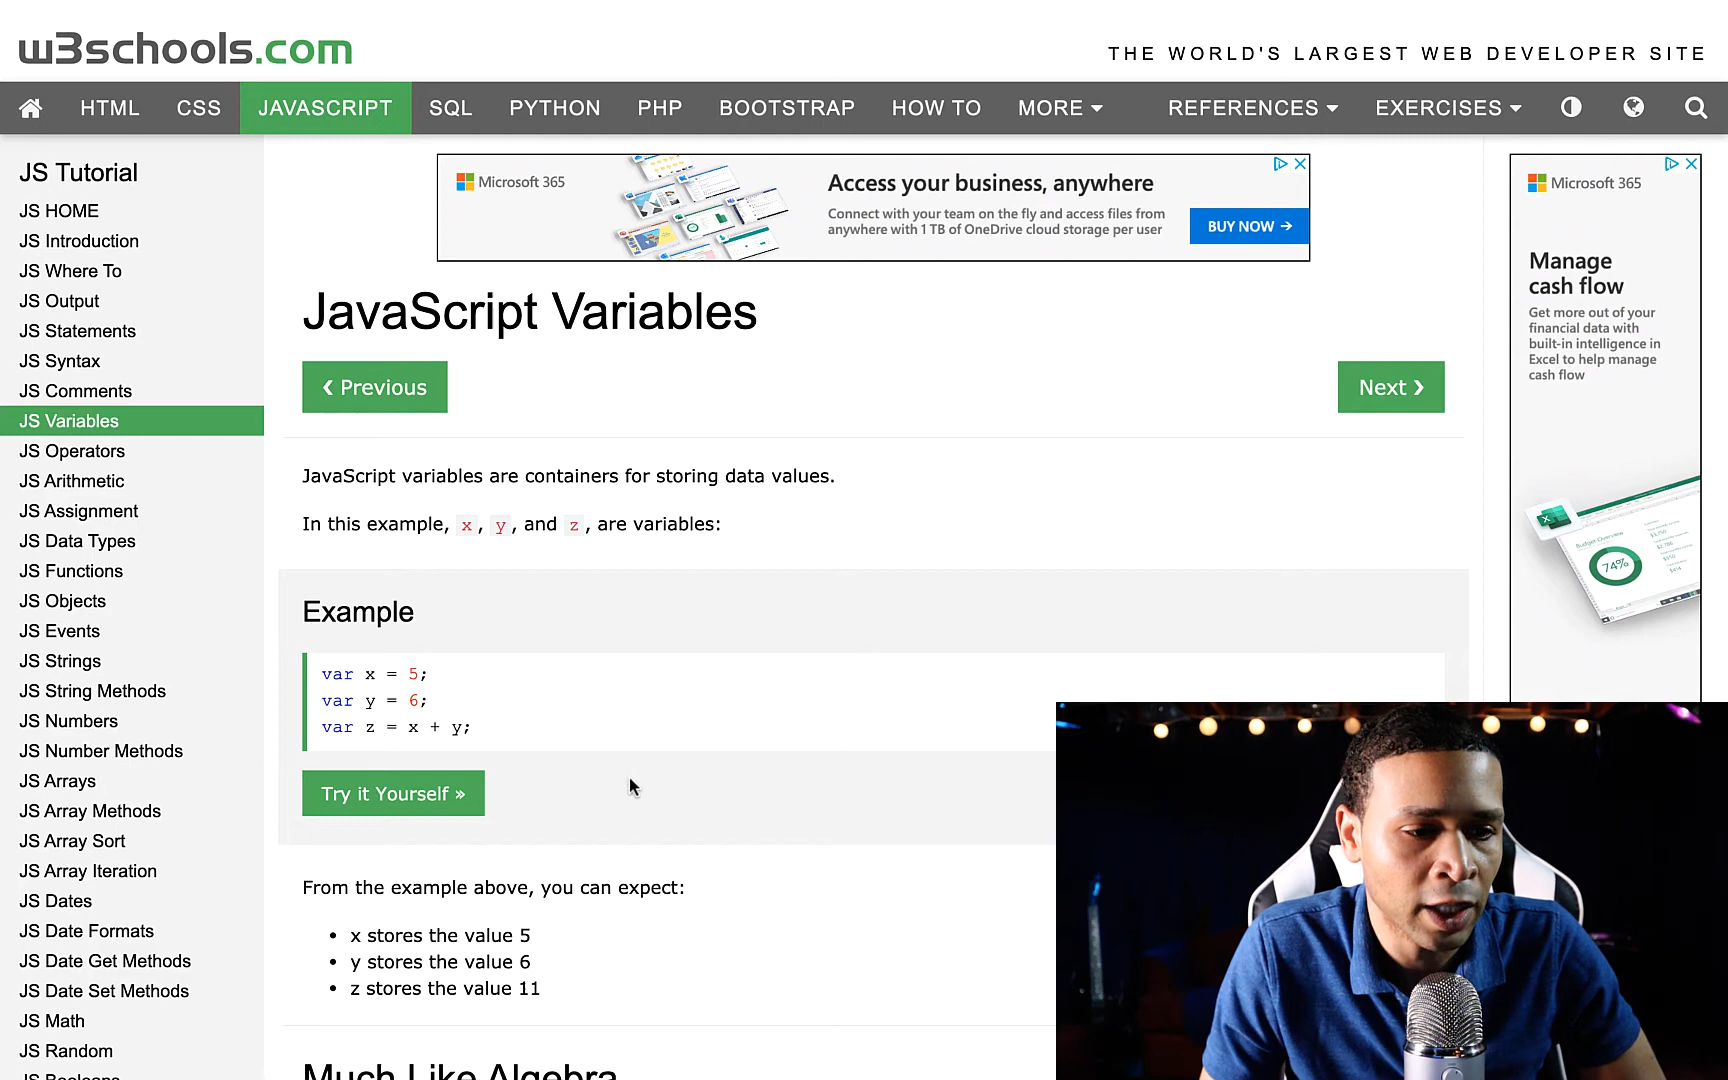 w3schools.com
THE WORLD'S LARGEST WEB DEVELOPER SITE
HTML CSS JAVASCRIPT SQL PYTHON PHP BOOTSTRAP HOW TO MORE REFERENCES EXERCISES
JS Tutorial
JS HOME
JS Introduction
JS Where To
JS Output
JS Statements
JS Syntax
JS Comments
JS Variables
JS Operators
JS Arithmetic
JS Assignment
JS Data Types
JS Functions
JS Objects
JS Events
JS Strings
JS String Methods
JS Numbers
JS Number Methods
JS Arrays
JS Array Methods
JS Array Sort
JS Array Iteration
JS Dates
JS Date Formats
JS Date Get Methods
JS Date Set Methods
JS Math
JS Random
JS Booleans
Microsoft 365
Access your business, anywhere
Connect with your team on the fly and access files from
anywhere with 1 TB of OneDrive cloud storage per user
BUY NOW →
JavaScript Variables
❮ Previous
Next ❯
JavaScript variables are containers for storing data values.
In this example, x, y, and z, are variables:
Example
var x = 5;
var y = 6;
var z = x + y;
Try it Yourself »
From the example above, you can expect:
• x stores the value 5
• y stores the value 6
• z stores the value 11
Much Like Algebra
Microsoft 365
Manage
cash flow
Get more out of your
financial data with
built-in intelligence in
Excel to help manage
cash flow
Budget Overview
74%